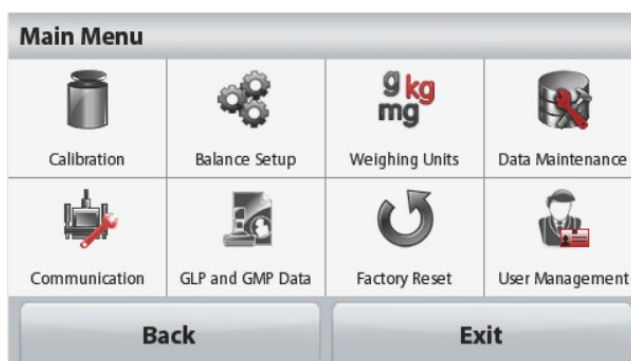 Main Menu
g kg
mg
Calibration
Balance Setup
Weighing Units
Data Maintenance
Communication
GLP and GMP Data
Factory Reset
User Management
Back
Exit